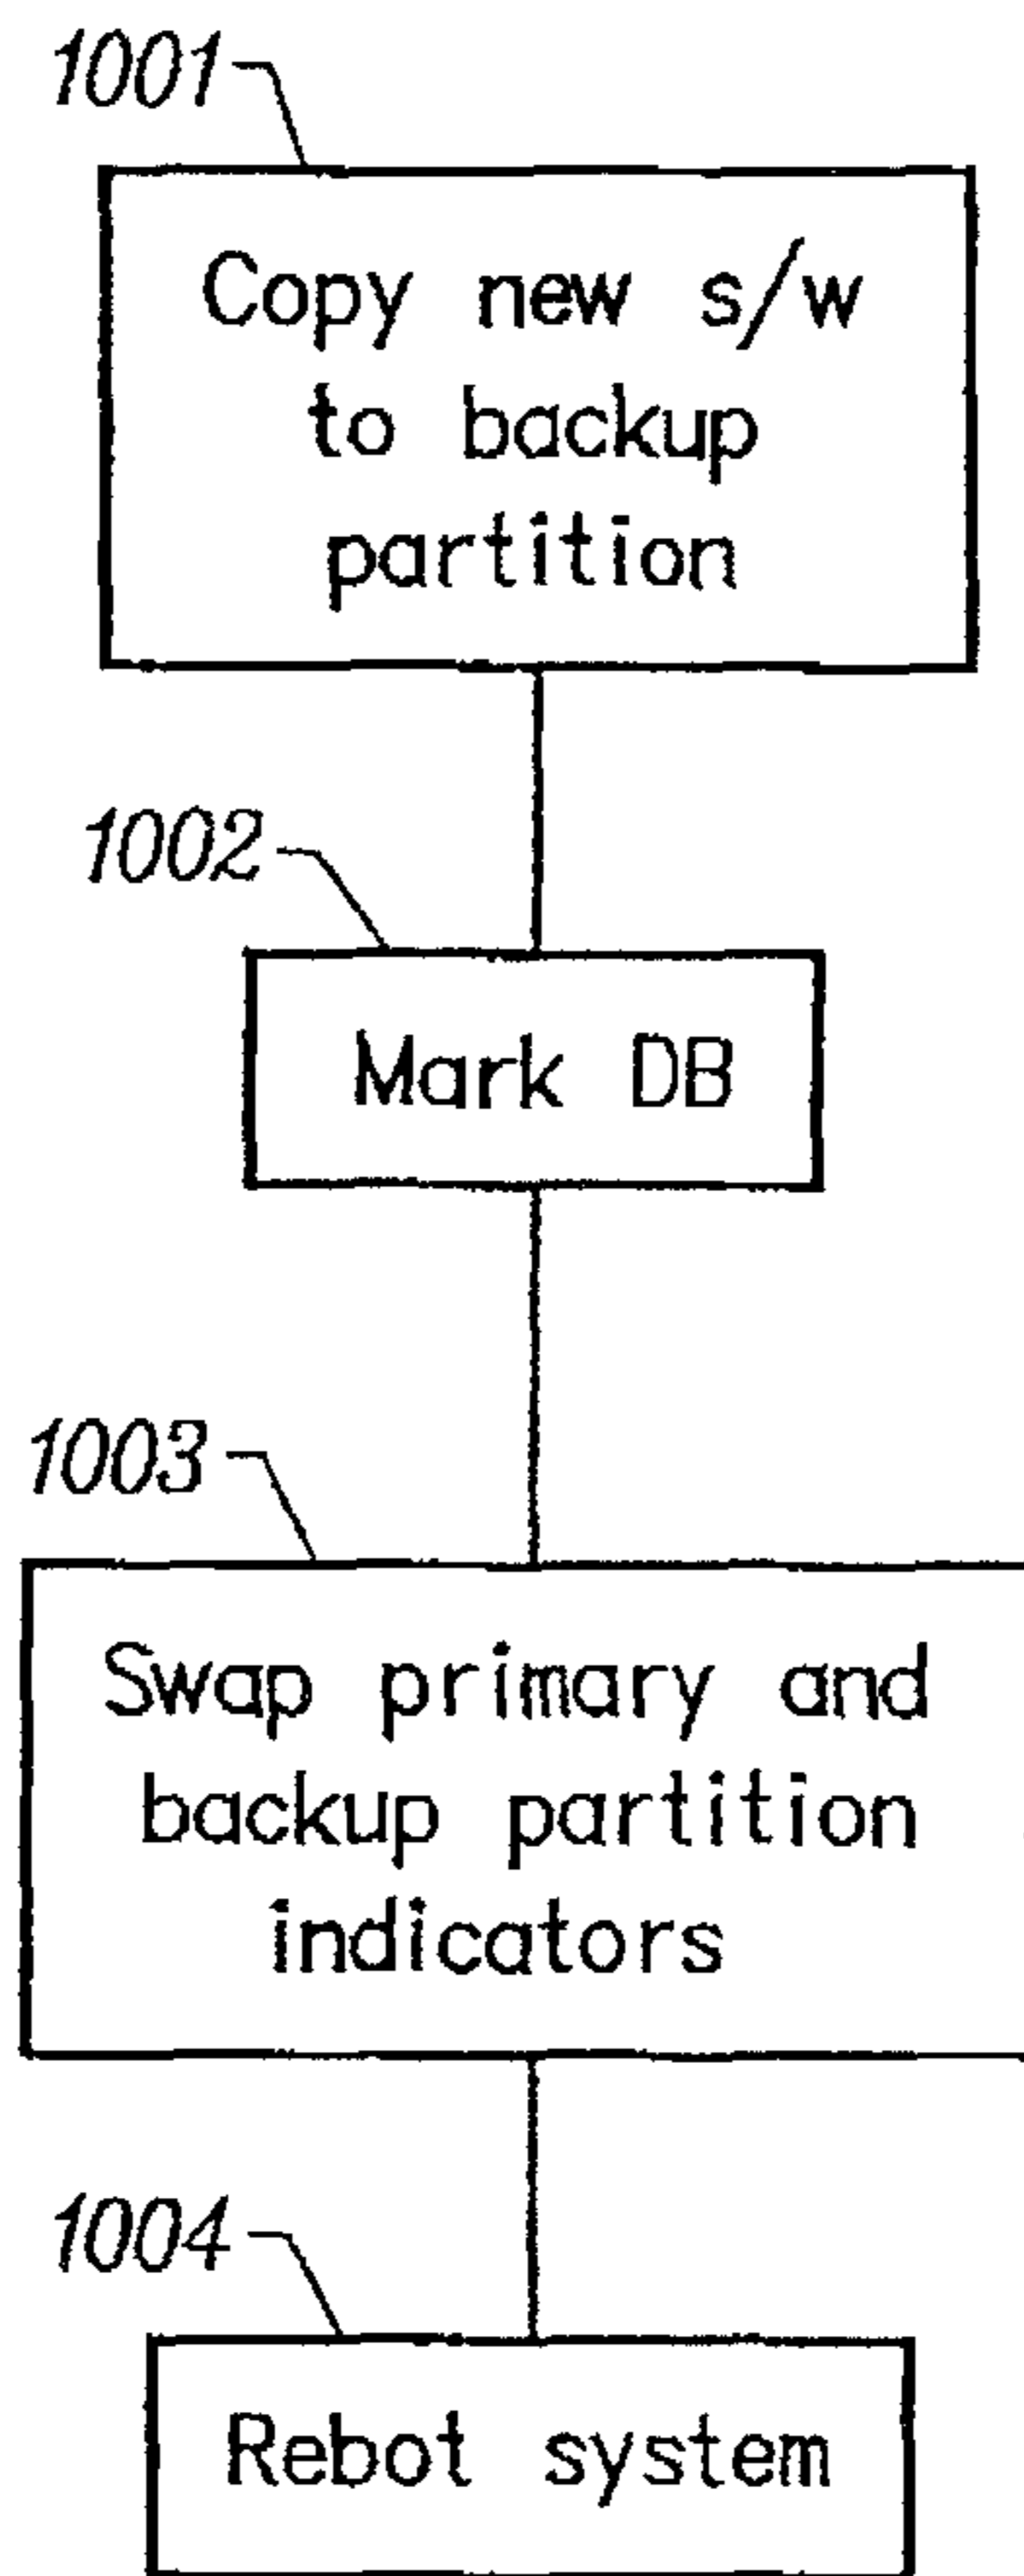 1001
Copy new s/w
to backup
partition
1002
Mark DB
1003
Swap primary and
backup partition
indicators
1004
Rebot system